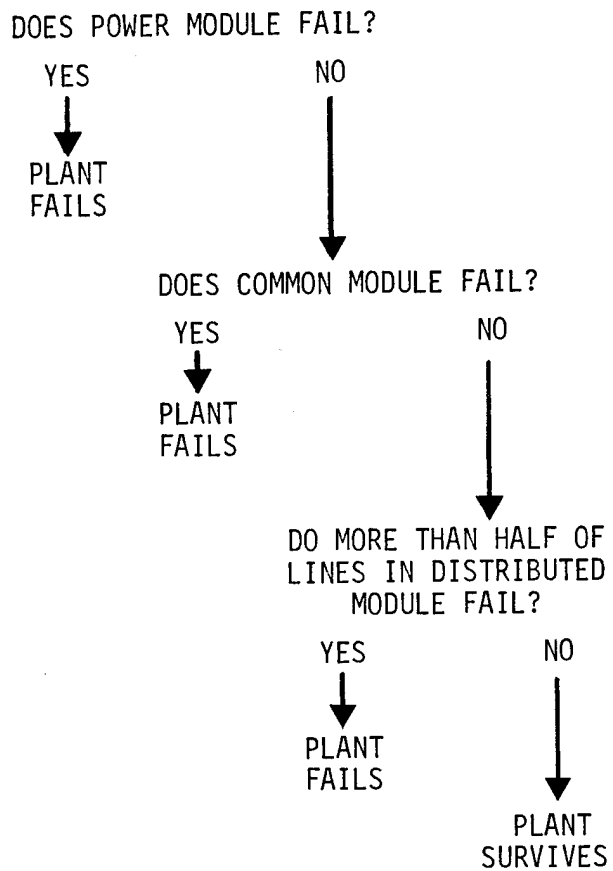 DOES POWER MODULE FAIL?
YES
NO
PLANT
FAILS
DOES COMMON MODULE FAIL?
YES
NO
PLANT
FAILS
DO MORE THAN HALF OF
LINES IN DISTRIBUTED
MODULE FAIL?
YES
NO
PLANT
FAILS
PLANT
SURVIVES